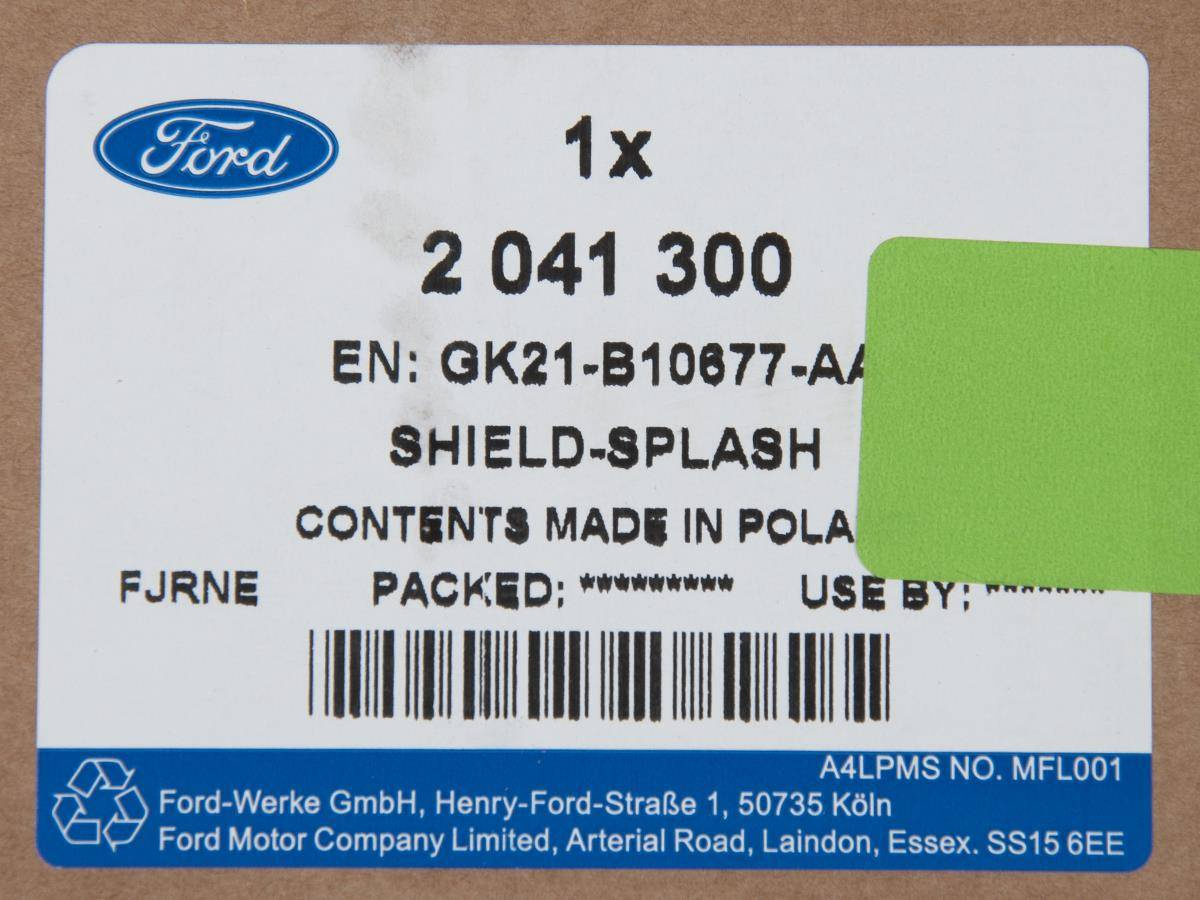 Ford
1x
2 041 300
EN: GK21-B10677-AA
SHIELD-SPLASH
CONTENTS MADE IN POLA
FJRNE PACKED: ********* USE BY:
A4LPMS NO. MFL001
Ford-Werke GmbH, Henry-Ford-Straße 1, 50735 Köln
Ford Motor Company Limited, Arterial Road, Laindon, Essex. SS15 6EE